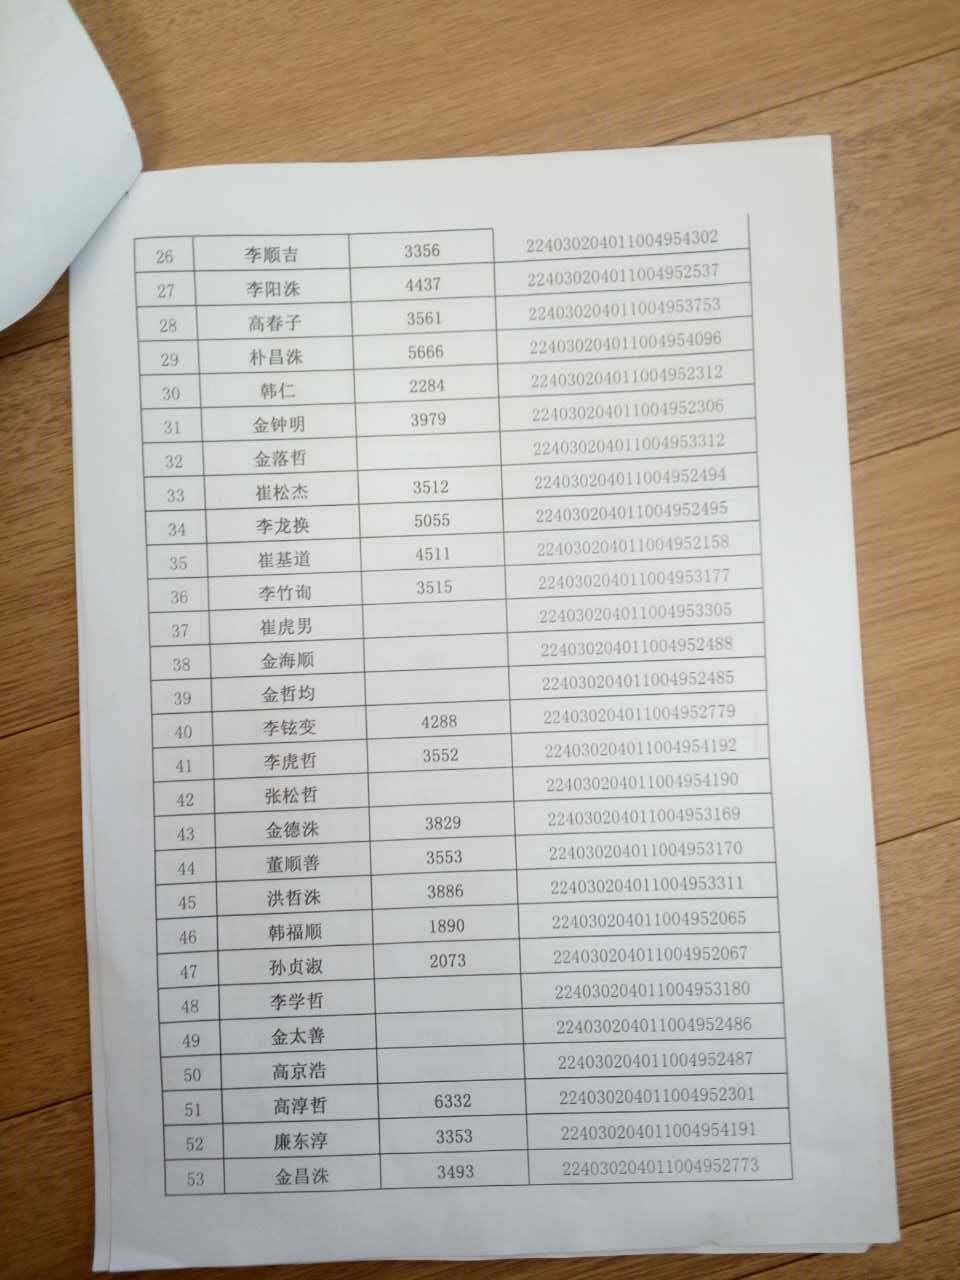 26 李顺吉 3356 224030204011004954302
27 李阳洙 4437 224030204011004952537
28 高春子 3561 224030204011004953753
29 朴昌洙 5666 224030204011004954096
30 韩仁 2284 224030204011004952312
31 金钟明 3979 224030204011004952306
32 金落哲 224030204011004953312
33 崔松杰 3512 224030204011004952494
34 李龙换 5055 224030204011004952495
35 崔基道 4511 224030204011004952158
36 李竹询 3515 224030204011004953177
37 崔虎男 224030204011004953305
38 金海顺 224030204011004952488
39 金哲均 224030204011004952485
40 李铉变 4288 224030204011004952779
41 李虎哲 3552 224030204011004954192
42 张松哲 224030204011004954190
43 金德洙 3829 224030204011004953169
44 董顺善 3553 224030204011004953170
45 洪哲洙 3886 224030204011004953311
46 韩福顺 1890 224030204011004952065
47 孙贞淑 2073 224030204011004952067
48 李学哲 224030204011004953180
49 金太善 224030204011004952486
50 高京浩 224030204011004952487
51 高淳哲 6332 224030204011004952301
52 廉东淳 3353 224030204011004954191
53 金昌洙 3493 224030204011004952773